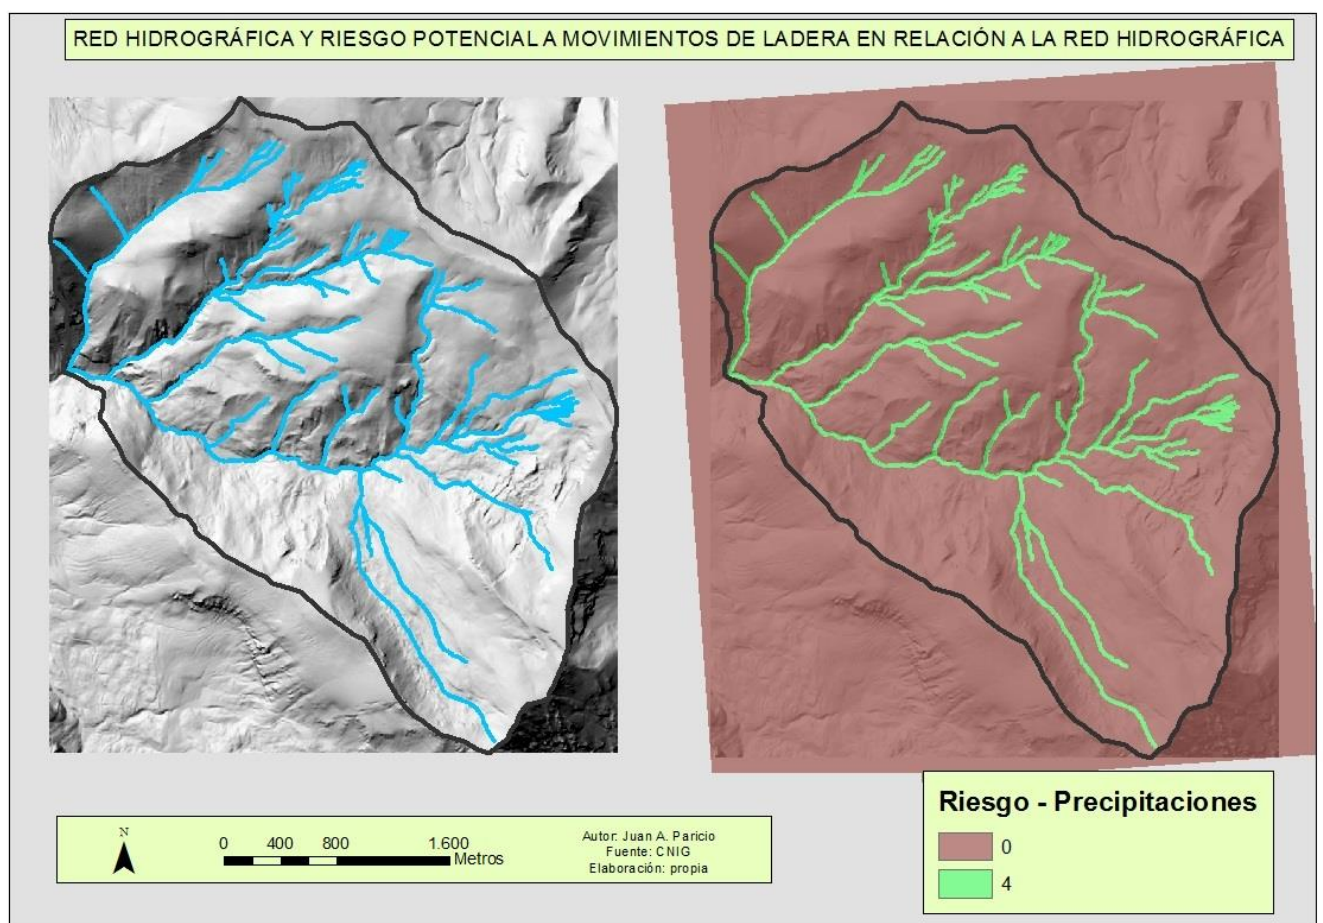 RED HIDROGRÁFICA Y RIESGO POTENCIAL A MOVIMIENTOS DE LADERA EN RELACIÓN A LA RED HIDROGRÁFICA
N
0 400 800 1.600
Metros
Autor: Juan A. Paricio
Fuente: CNIG
Elaboración: propia
Riesgo - Precipitaciones
0
4